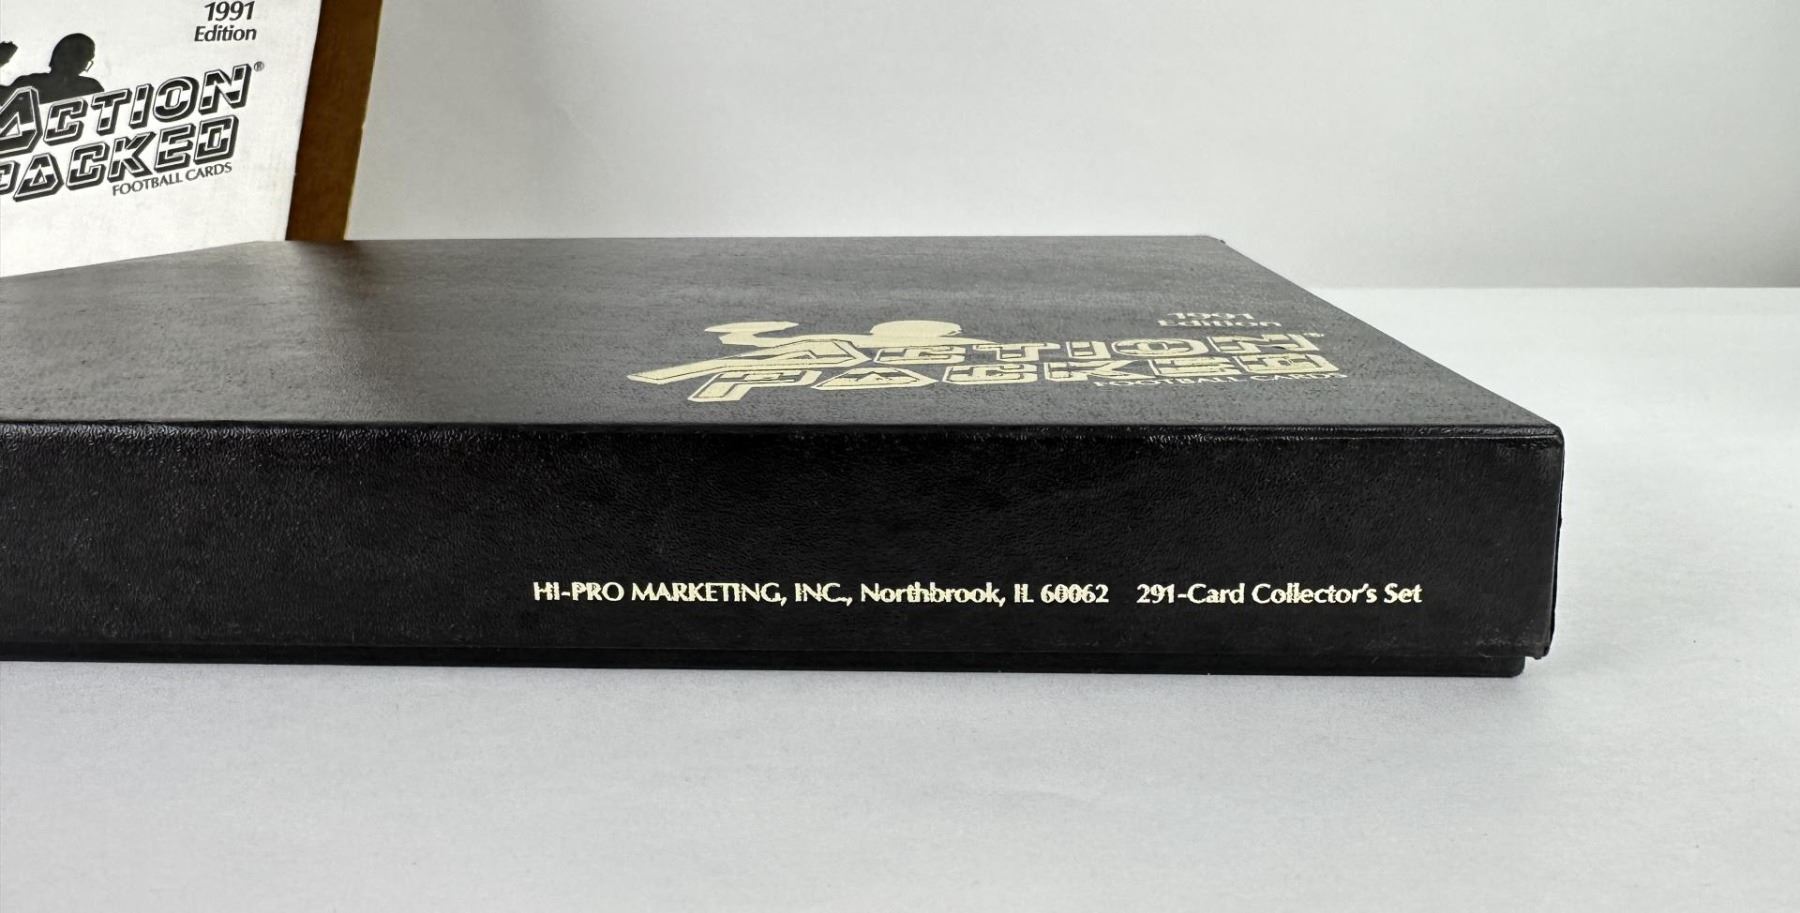 1991
Edition
ACTION®
PACKED
FOOTBALL CARDS
1991
Edition
ACTION®
PACKED
FOOTBALL CARDS
HI-PRO MARKETING, INC., Northbrook, IL 60062 291-Card Collector's Set